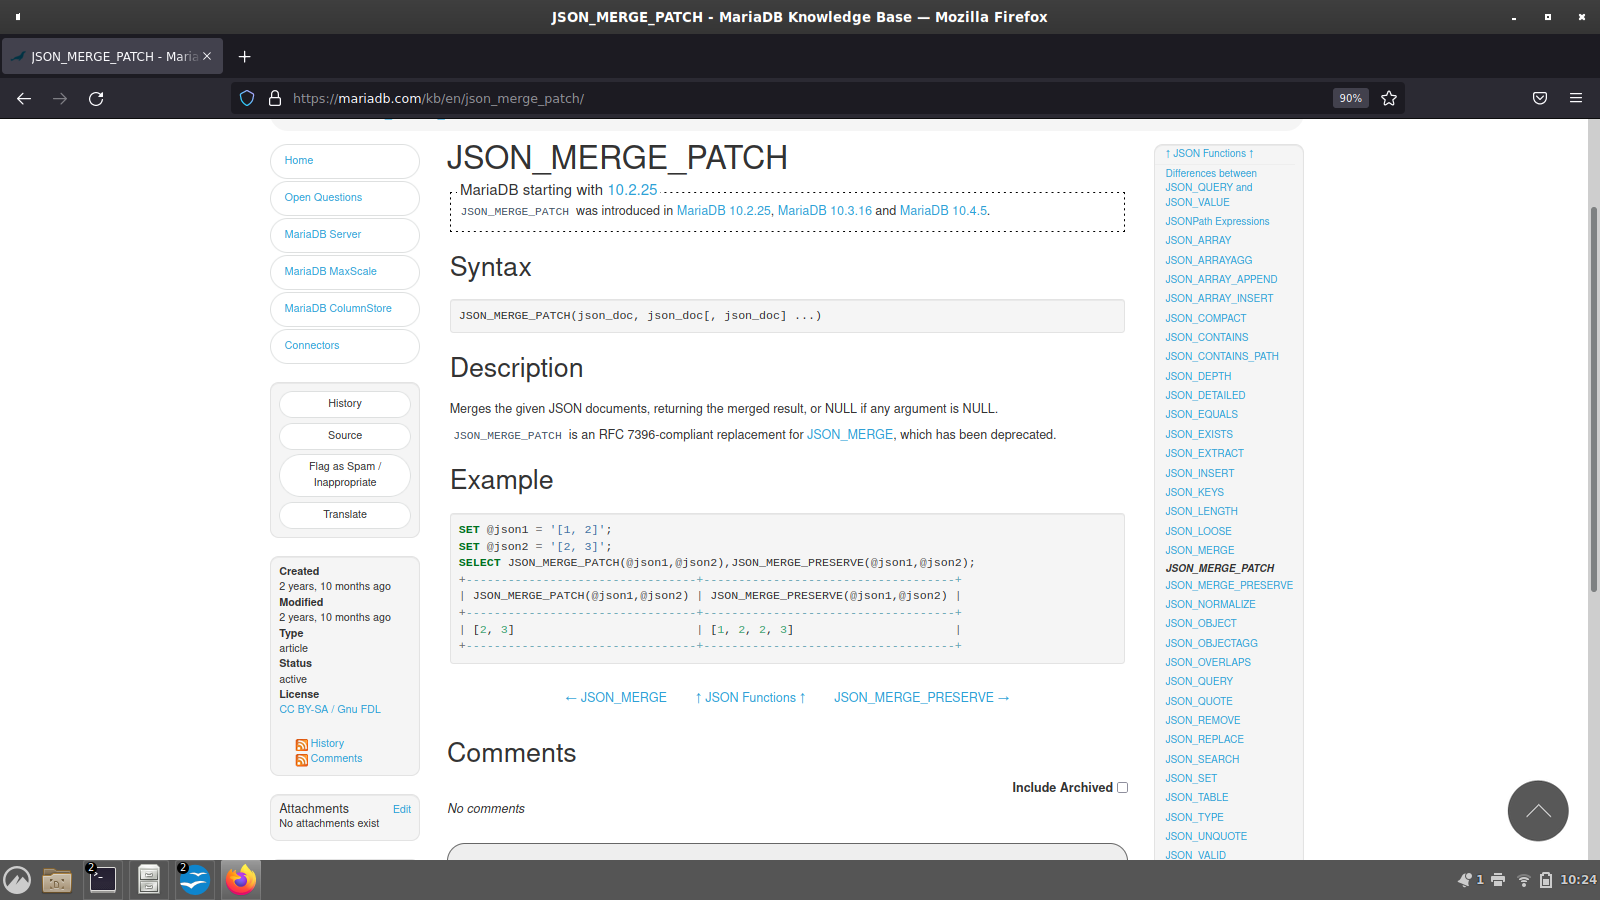 JSON_MERGE_PATCH - MariaDB Knowledge Base — Mozilla Firefox
JSON_MERGE_PATCH - Maria
https://mariadb.com/kb/en/json_merge_patch/
90%
Home
Open Questions
MariaDB Server
MariaDB MaxScale
MariaDB ColumnStore
Connectors
History
Source
Flag as Spam /
Inappropriate
Translate
Created
2 years, 10 months ago
Modified
2 years, 10 months ago
Type
article
Status
active
License
CC BY-SA / Gnu FDL
History
Comments
Attachments Edit
No attachments exist
JSON_MERGE_PATCH
MariaDB starting with 10.2.25
JSON_MERGE_PATCH was introduced in MariaDB 10.2.25, MariaDB 10.3.16 and MariaDB 10.4.5.
Syntax
JSON_MERGE_PATCH(json_doc, json_doc[, json_doc] ...)
Description
Merges the given JSON documents, returning the merged result, or NULL if any argument is NULL.
JSON_MERGE_PATCH is an RFC 7396-compliant replacement for JSON_MERGE, which has been deprecated.
Example
SET @json1 = '[1, 2]';
SET @json2 = '[2, 3]';
SELECT JSON_MERGE_PATCH(@json1,@json2),JSON_MERGE_PRESERVE(@json1,@json2);
+---------------------------------+------------------------------------+
| JSON_MERGE_PATCH(@json1,@json2) | JSON_MERGE_PRESERVE(@json1,@json2) |
+---------------------------------+------------------------------------+
| [2, 3]                          | [1, 2, 2, 3]                       |
+---------------------------------+------------------------------------+
← JSON_MERGE ↑ JSON Functions ↑ JSON_MERGE_PRESERVE →
Comments
Include Archived
No comments
↑ JSON Functions ↑
Differences between
JSON_QUERY and
JSON_VALUE
JSONPath Expressions
JSON_ARRAY
JSON_ARRAYAGG
JSON_ARRAY_APPEND
JSON_ARRAY_INSERT
JSON_COMPACT
JSON_CONTAINS
JSON_CONTAINS_PATH
JSON_DEPTH
JSON_DETAILED
JSON_EQUALS
JSON_EXISTS
JSON_EXTRACT
JSON_INSERT
JSON_KEYS
JSON_LENGTH
JSON_LOOSE
JSON_MERGE
JSON_MERGE_PATCH
JSON_MERGE_PRESERVE
JSON_NORMALIZE
JSON_OBJECT
JSON_OBJECTAGG
JSON_OVERLAPS
JSON_QUERY
JSON_QUOTE
JSON_REMOVE
JSON_REPLACE
JSON_SEARCH
JSON_SET
JSON_TABLE
JSON_TYPE
JSON_UNQUOTE
JSON_VALID
2
2
1
10:24